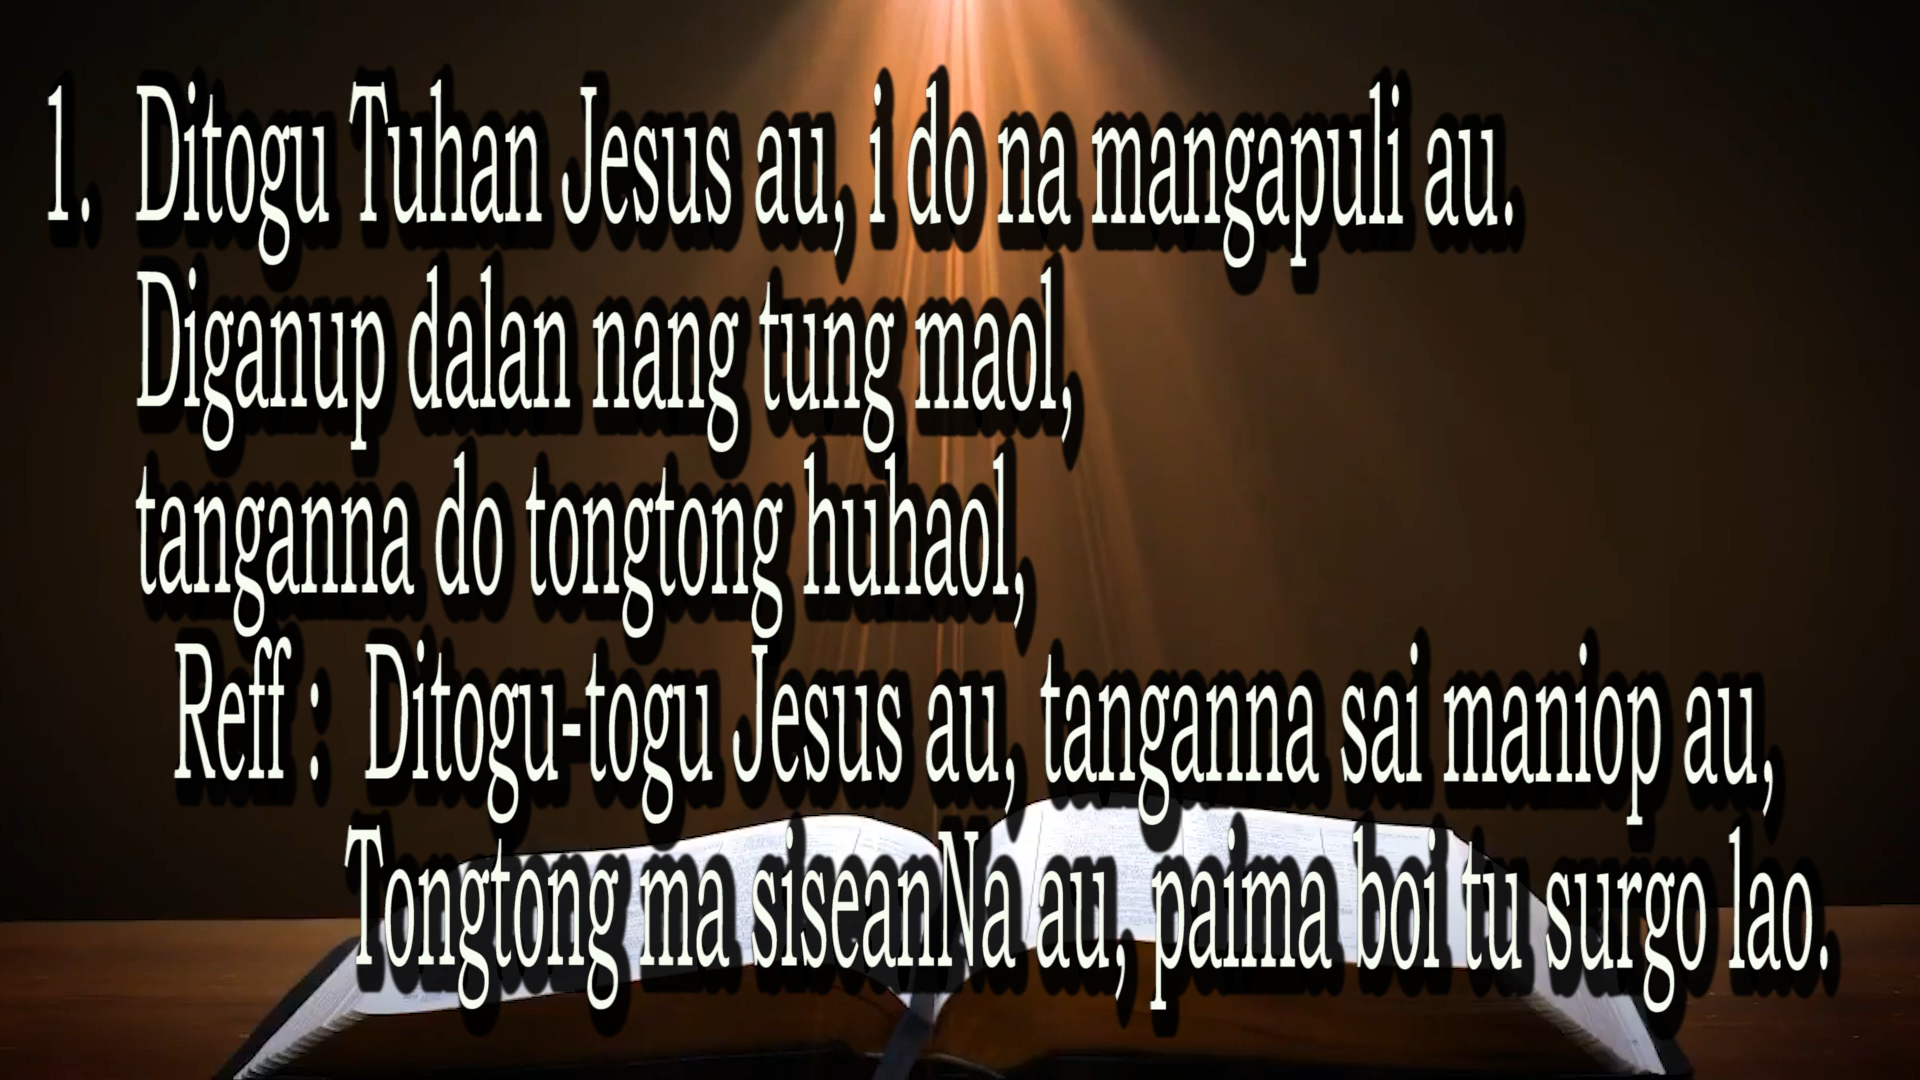 1. Ditogu Tuhan Jesus au, i do na mangapuli au.
Diganup dalan nang tung maol,
tanganna do tongtong huhaol,
Reff : Ditogu-togu Jesus au, tanganna sai maniop au,
Tongtong ma siseanNa au, paima boi tu surgo lao.